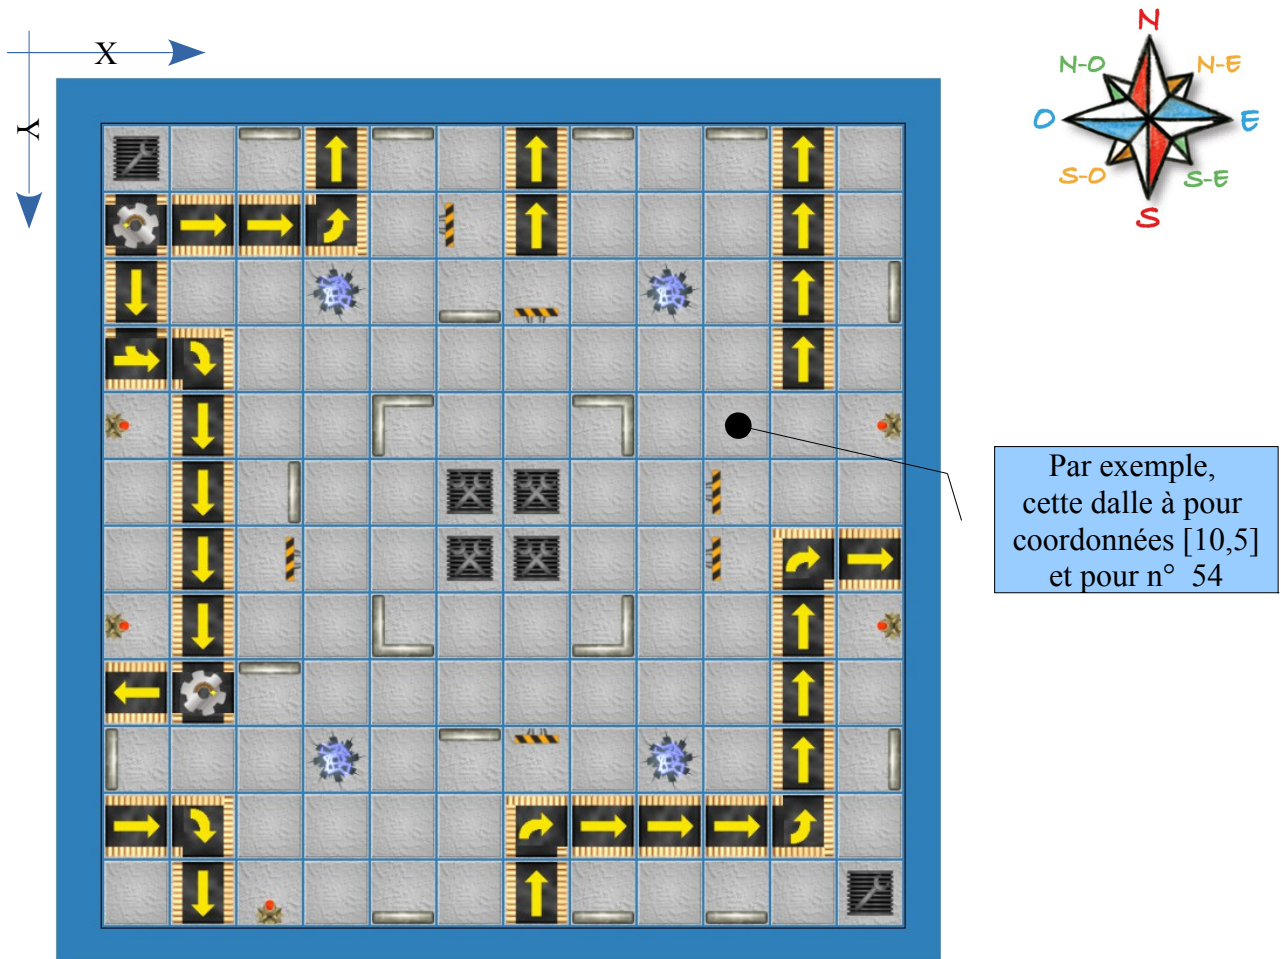 X
Y
N
N-O
N-E
O
E
S-O
S-E
S
Par exemple,
cette dalle à pour
coordonnées [10,5]
et pour n° 54